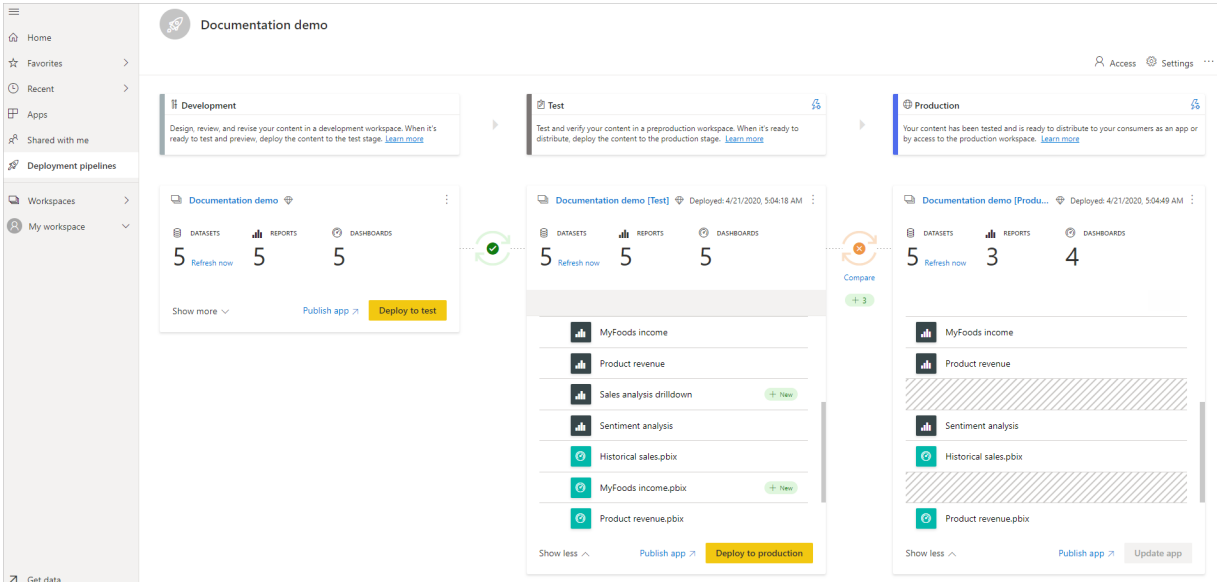 Documentation demo
Home
Favorites
Recent
Apps
Shared with me
Deployment pipelines
Workspaces
My workspace
Get data
Access
Settings
Development
Design, review, and revise your content in a development workspace. When it's
ready to test and preview, deploy the content to the test stage. Learn more
Test
Test and verify your content in a preproduction workspace. When it's ready to
distribute, deploy the content to the production stage. Learn more
Production
Your content has been tested and is ready to distribute to your consumers as an app or
by access to the production workspace. Learn more
Documentation demo
DATASETS REPORTS DASHBOARDS
5 Refresh now 5 5
Show more Publish app Deploy to test
Documentation demo [Test] Deployed: 4/21/2020, 5:04:18 AM
DATASETS REPORTS DASHBOARDS
5 Refresh now 5 5
MyFoods income
Product revenue
Sales analysis drilldown + New
Sentiment analysis
Historical sales.pbix
MyFoods income.pbix + New
Product revenue.pbix
Show less Publish app Deploy to production
Compare
+ 3
Documentation demo [Produ... Deployed: 4/21/2020, 5:04:49 AM
DATASETS REPORTS DASHBOARDS
5 Refresh now 3 4
MyFoods income
Product revenue
Sentiment analysis
Historical sales.pbix
Product revenue.pbix
Show less Publish app Update app